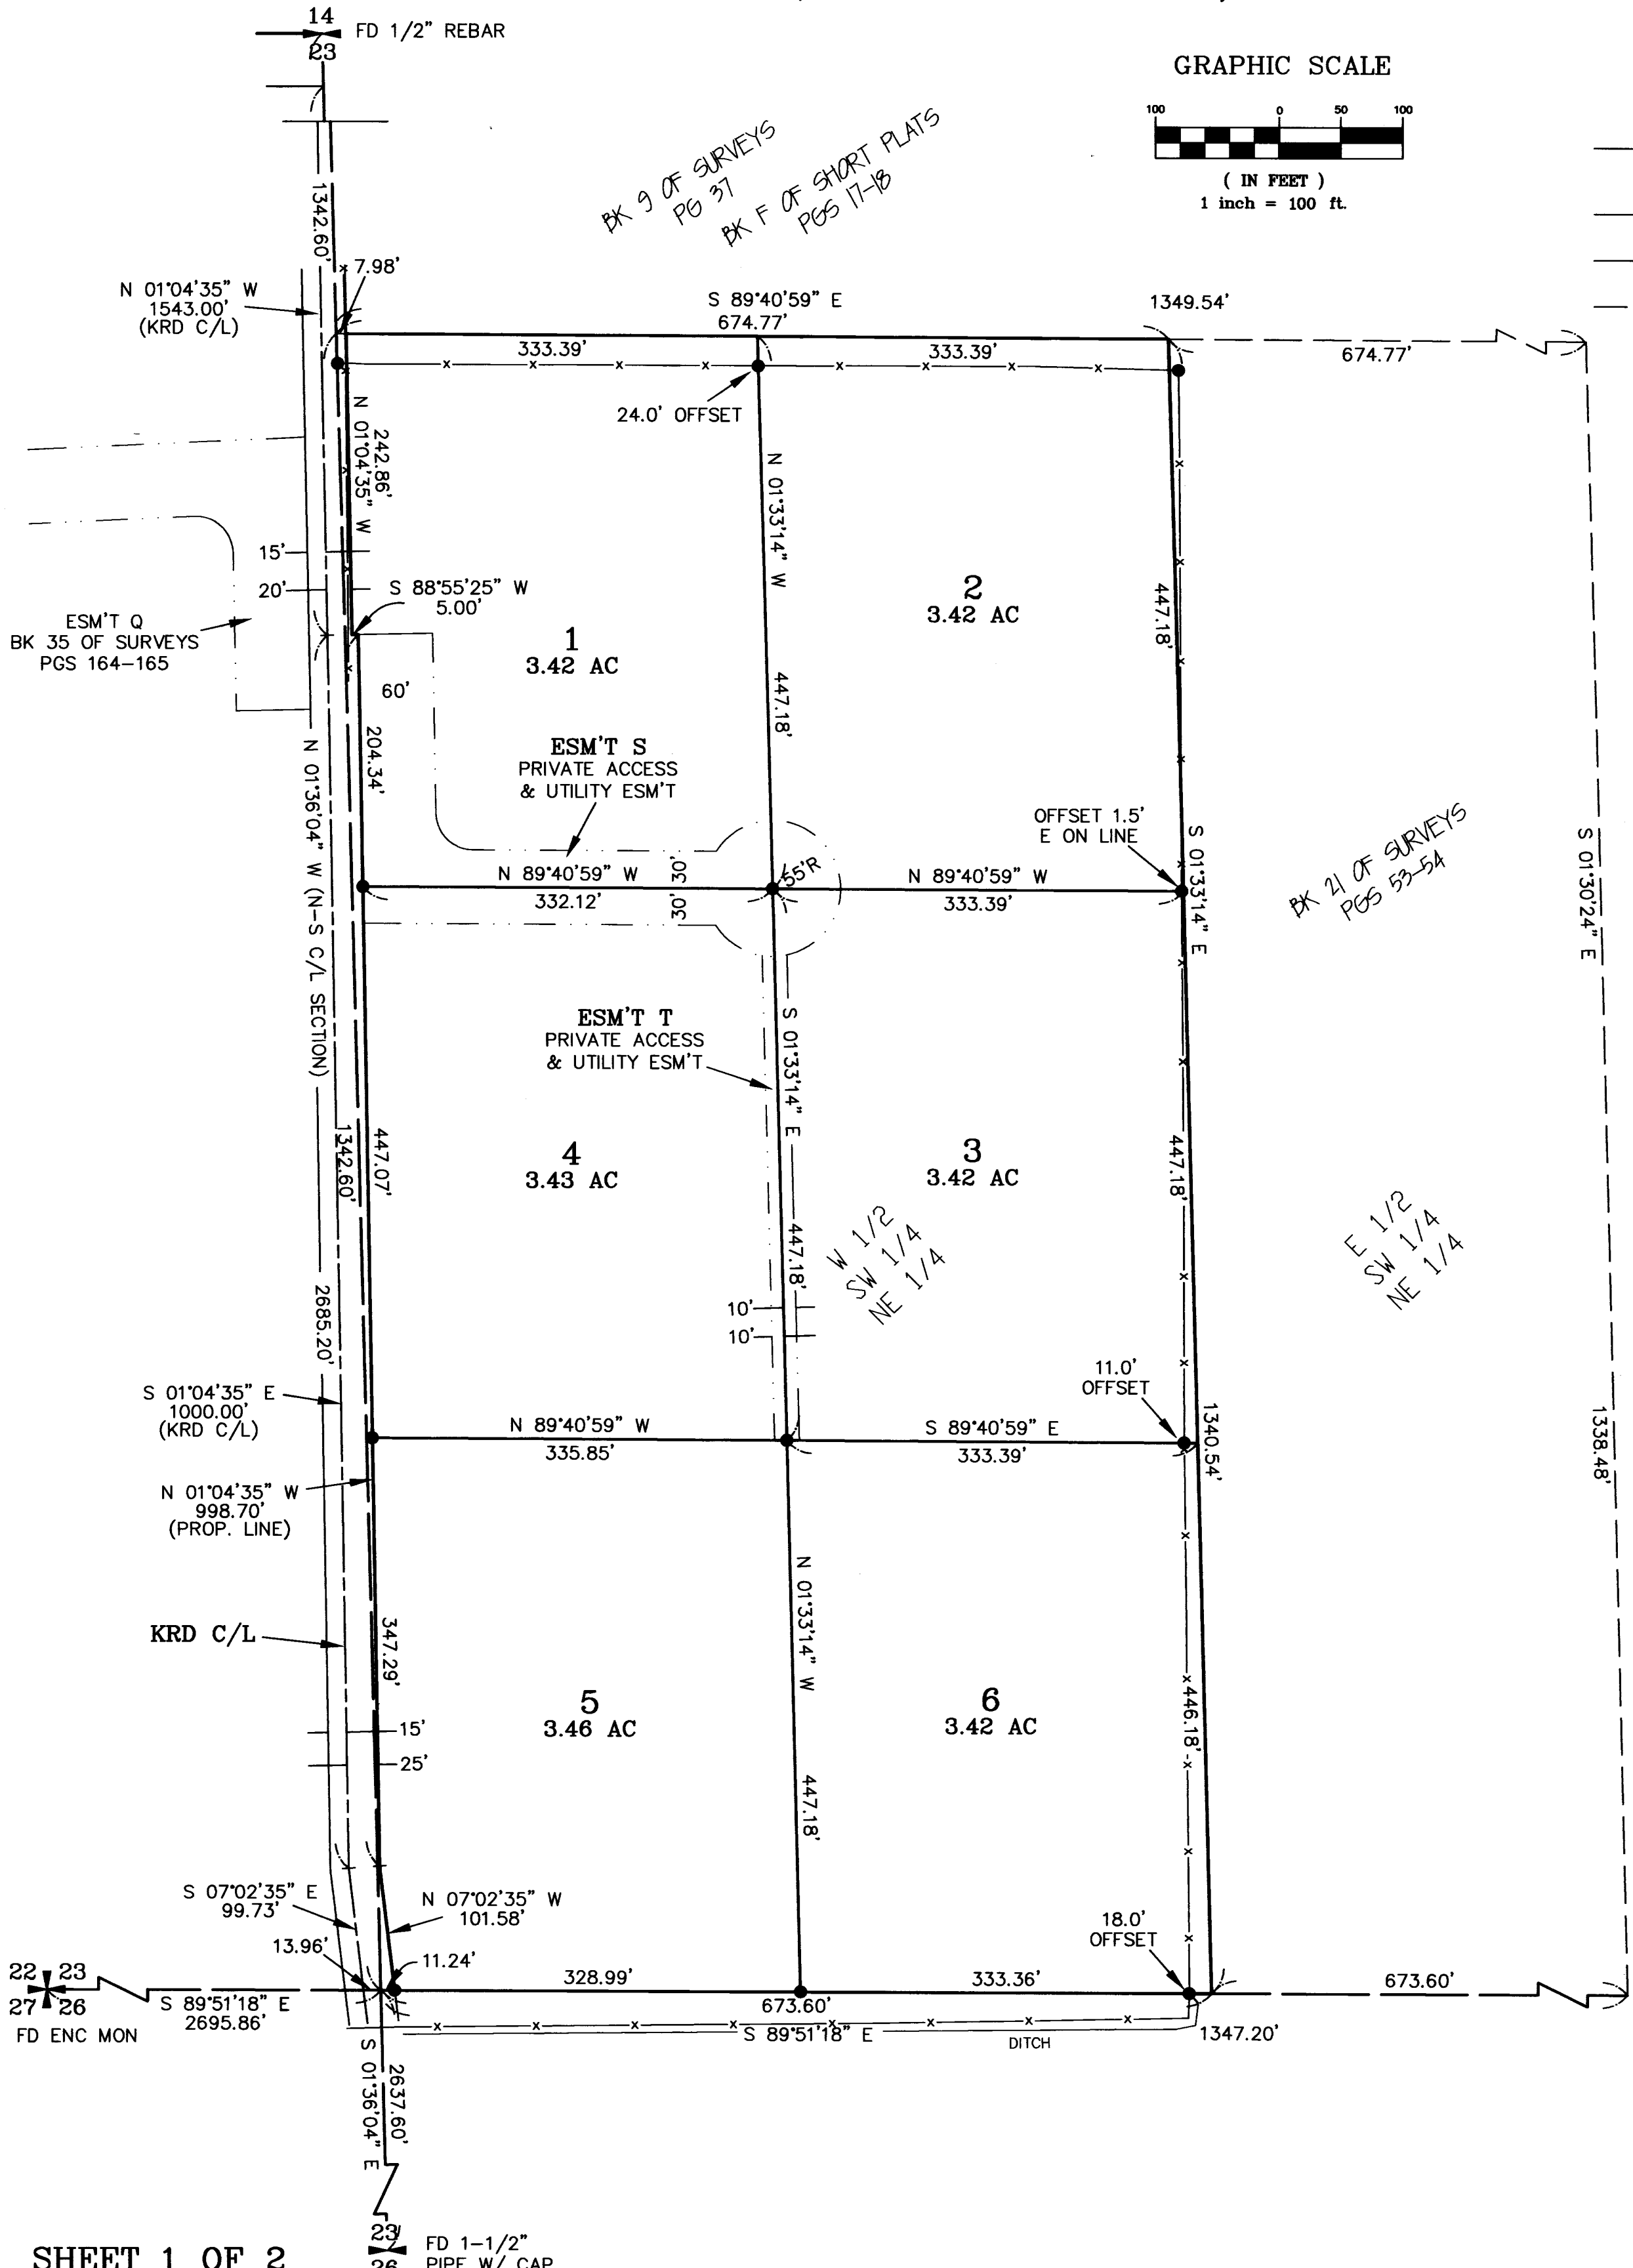 14
FD 1/2" REBAR
23
GRAPHIC SCALE
100 0 50 100
( IN FEET )
1 inch = 100 ft.
BK 9 OF SURVEYS
PG 37
BK F OF SHORT PLATS
PGS 17-18
1342.60'
7.98'
N 01°04'35" W
1543.00'
(KRD C/L)
S 89°40'59" E
674.77'
1349.54'
333.39'
333.39'
674.77'
24.0' OFFSET
N 01°04'35" W
242.86'
N 01°33'14" W
15'
20'
S 88°55'25" W
5.00'
ESM'T Q
BK 35 OF SURVEYS
PGS 164-165
1
3.42 AC
2
3.42 AC
447.18'
447.18'
60'
204.34'
ESM'T S
PRIVATE ACCESS
& UTILITY ESM'T
OFFSET 1.5'
E ON LINE
N 01°36'04" W (N-S C/L SECTION)
N 89°40'59" W
332.12'
30'
30'
55'R
N 89°40'59" W
333.39'
S 01°33'14" E
BK 21 OF SURVEYS
PGS 53-54
S 01°30'24" E
ESM'T T
PRIVATE ACCESS
& UTILITY ESM'T
S 01°33'14" E
4
3.43 AC
3
3.42 AC
1342.60'
447.07'
447.18'
447.18'
W 1/2
SW 1/4
NE 1/4
E 1/2
SW 1/4
NE 1/4
2685.20'
10'
10'
S 01°04'35" E
1000.00'
(KRD C/L)
11.0'
OFFSET
N 89°40'59" W
335.85'
S 89°40'59" E
333.39'
1340.54'
1338.48'
N 01°04'35" W
998.70'
(PROP. LINE)
KRD C/L
347.29'
N 01°33'14" W
5
3.46 AC
6
3.42 AC
446.18'
15'
25'
447.18'
S 07°02'35" E
99.73'
N 07°02'35" W
101.58'
13.96'
11.24'
18.0'
OFFSET
22 23
27 26
FD ENC MON
S 89°51'18" E
2695.86'
328.99'
333.36'
673.60'
673.60'
S 89°51'18" E
DITCH
1347.20'
S 01°36'04" E
2637.60'
SHEET 1 OF 2
23
26
FD 1-1/2"
PIPE W/ CAP